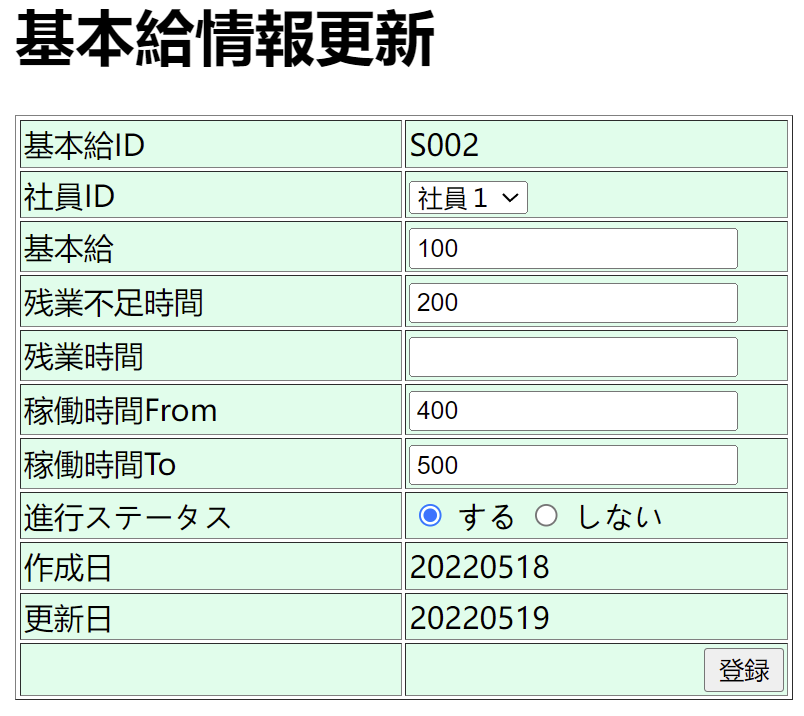 基本給情報更新
基本給ID S002
社員ID 社員１
基本給 100
残業不足時間 200
残業時間
稼働時間From 400
稼働時間To 500
進行ステータス する しない
作成日 20220518
更新日 20220519
登録